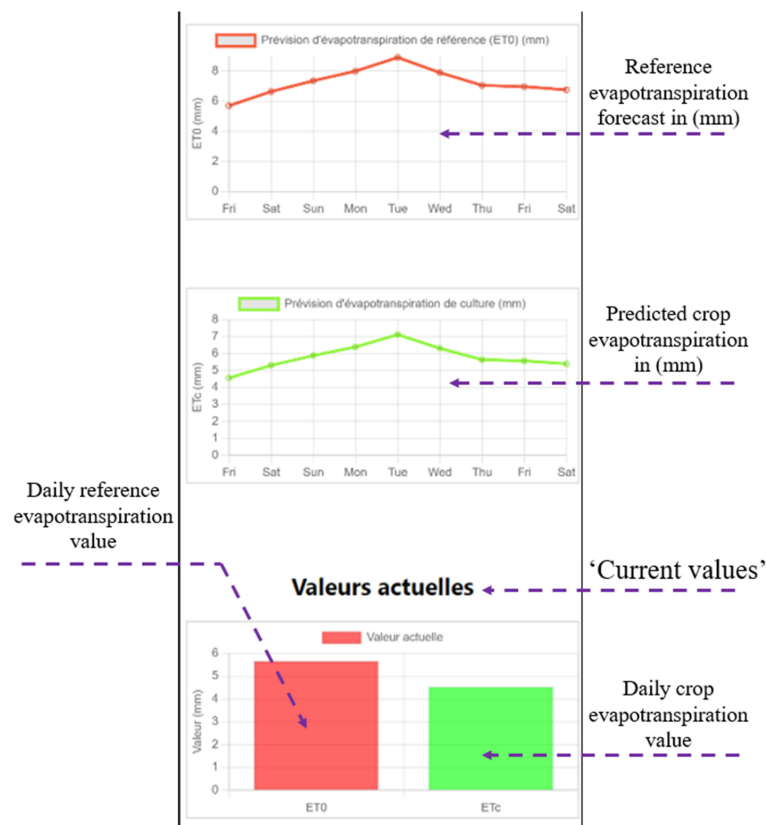 Prévision d'évapotranspiration de référence (ET0) (mm)
ET0 (mm)
8
6
4
2
0
Fri Sat Sun Mon Tue Wed Thu Fri Sat
Reference
evapotranspiration
forecast in (mm)
Prévision d'évapotranspiration de culture (mm)
ETc (mm)
8
7
6
5
4
3
2
1
0
Fri Sat Sun Mon Tue Wed Thu Fri Sat
Predicted crop
evapotranspiration
in (mm)
Daily reference
evapotranspiration
value
Valeurs actuelles
‘Current values’
Valeur actuelle
Valeur (mm)
6
5
4
3
2
1
0
ET0 ETc
Daily crop
evapotranspiration
value